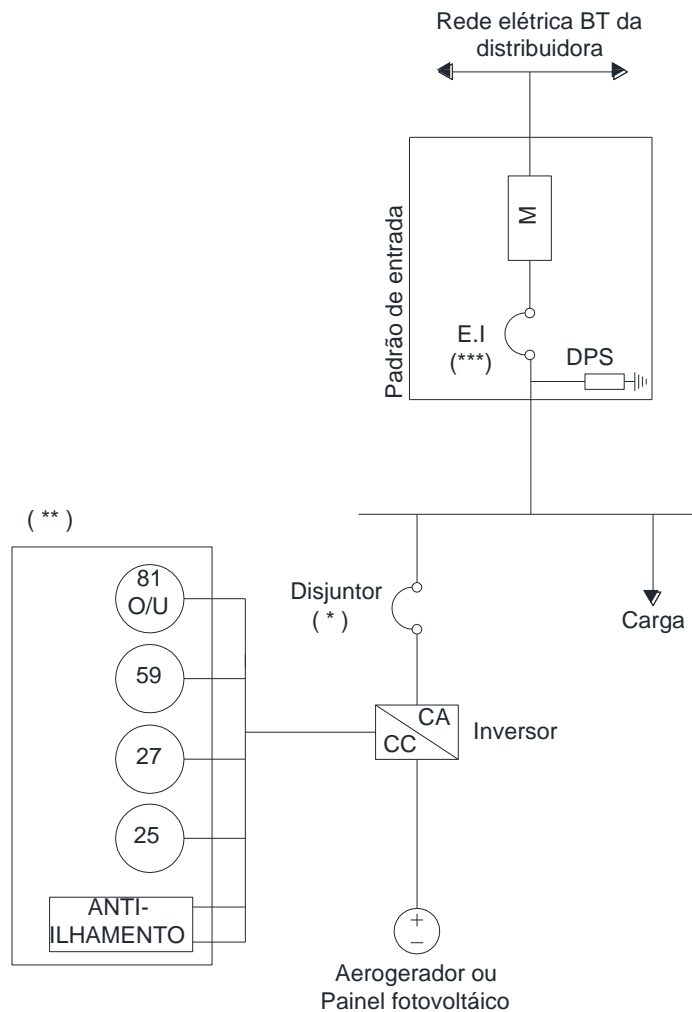 Rede elétrica BT da
distribuidora
Padrão de entrada
M
E.I
(***)
DPS
( ** )
81
O/U
59
27
25
ANTI-
ILHAMENTO
Disjuntor
( * )
Carga
CA
CC
Inversor
+
–
Aerogerador ou
Painel fotovoltáico